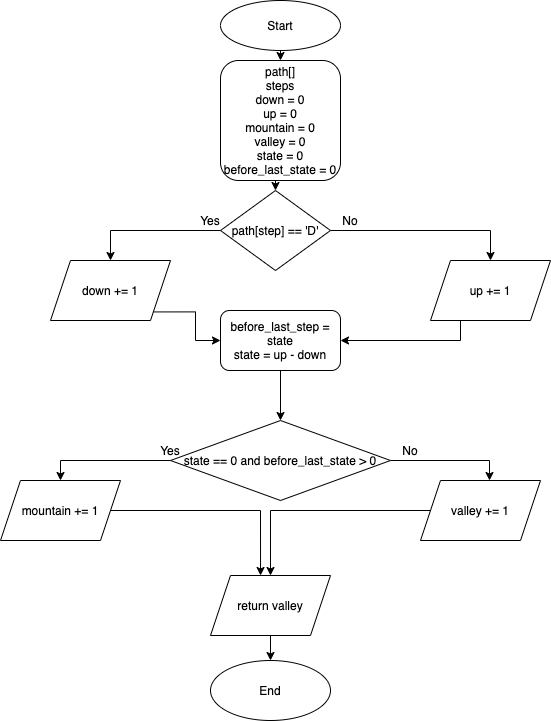 Start
path[]
steps
down = 0
up = 0
mountain = 0
valley = 0
state = 0
before_last_state = 0
Yes
No
path[step] == 'D'
down += 1
up += 1
before_last_step =
state
state = up - down
Yes
No
state == 0 and before_last_state > 0
mountain += 1
valley += 1
return valley
End